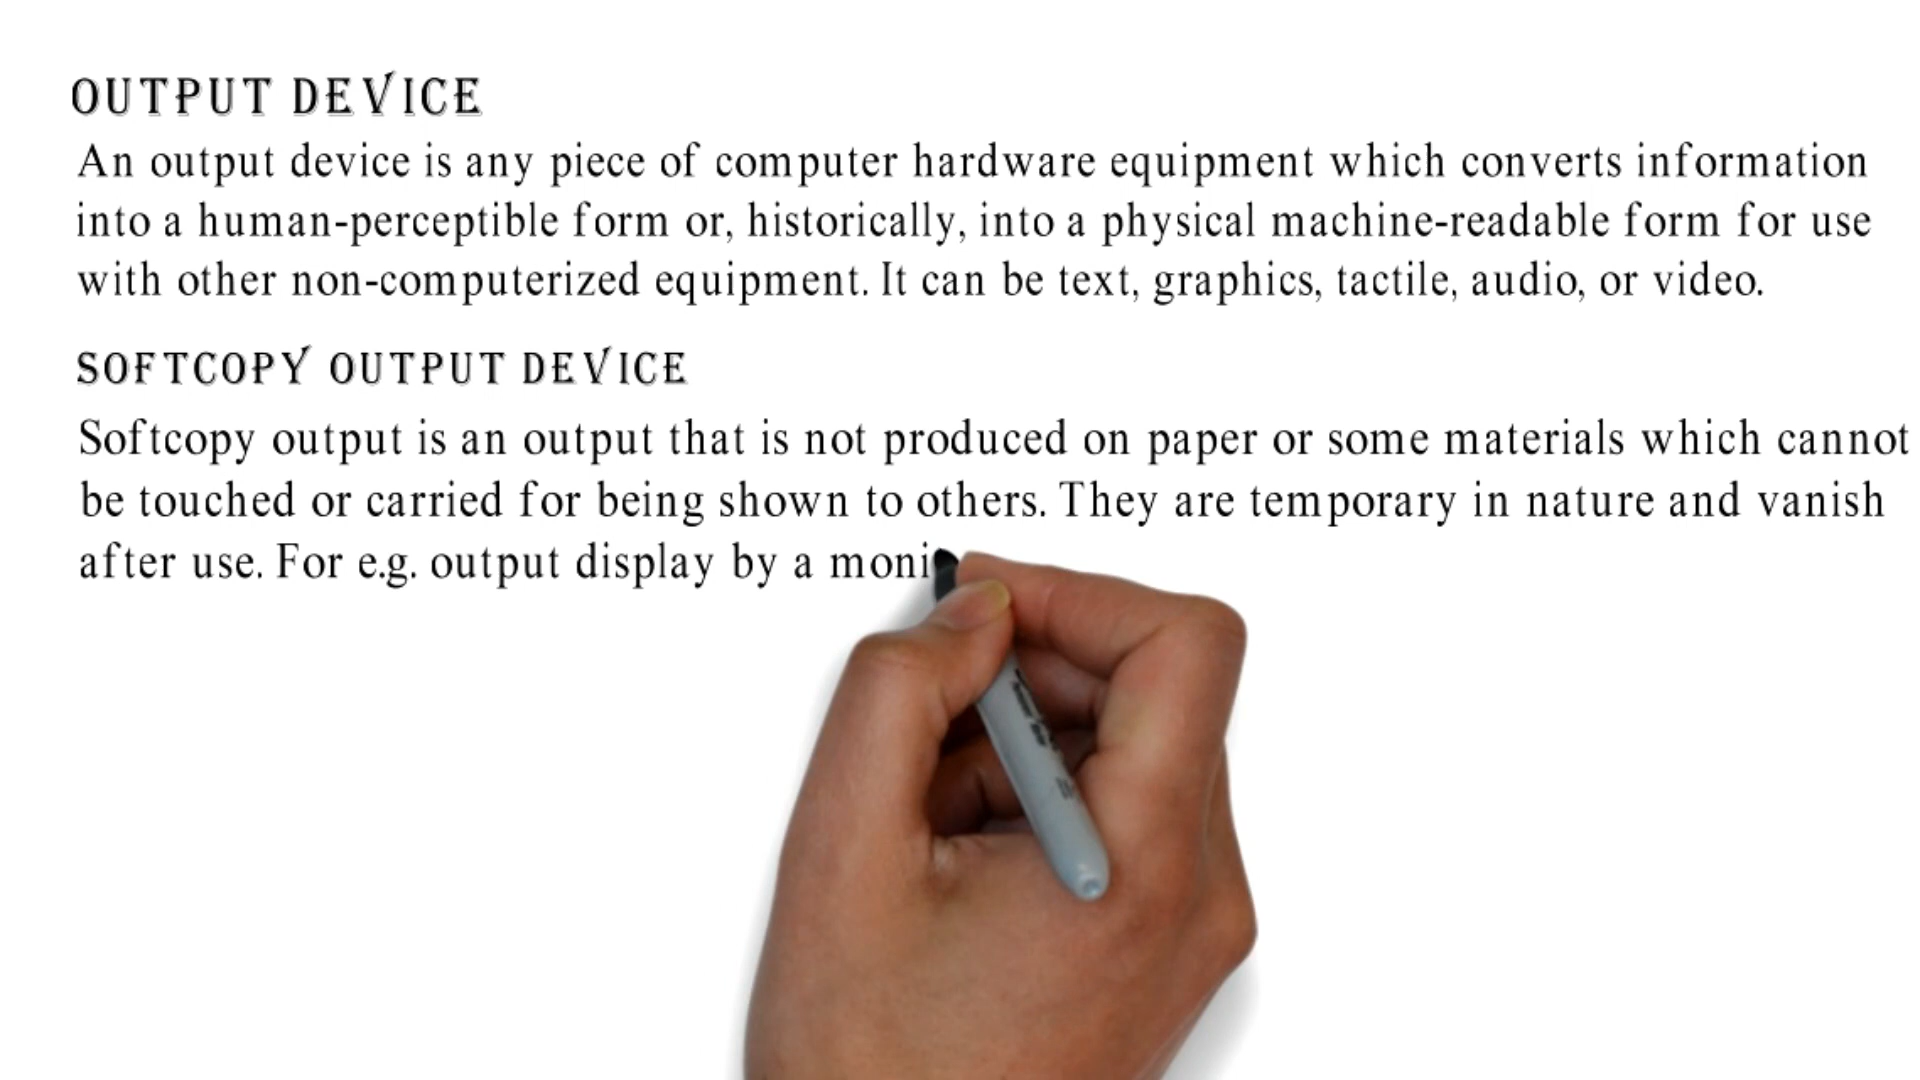 OUTPUT DEVICE
An output device is any piece of computer hardware equipment which converts information
into a human-perceptible form or, historically, into a physical machine-readable form for use
with other non-computerized equipment. It can be text, graphics, tactile, audio, or video.
SOFTCOPY OUTPUT DEVICE
Softcopy output is an output that is not produced on paper or some materials which cannot
be touched or carried for being shown to others. They are temporary in nature and vanish
after use. For e.g. output display by a moni